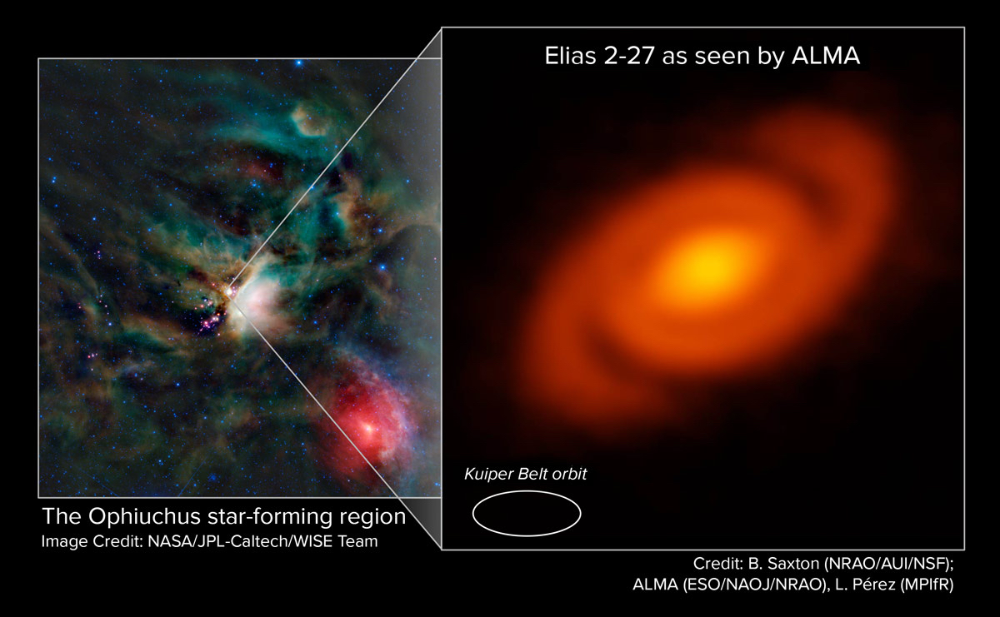 Elias 2-27 as seen by ALMA
Kuiper Belt orbit
The Ophiuchus star-forming region
Image Credit: NASA/JPL-Caltech/WISE Team
Credit: B. Saxton (NRAO/AUI/NSF);
ALMA (ESO/NAOJ/NRAO), L. Pérez (MPIfR)